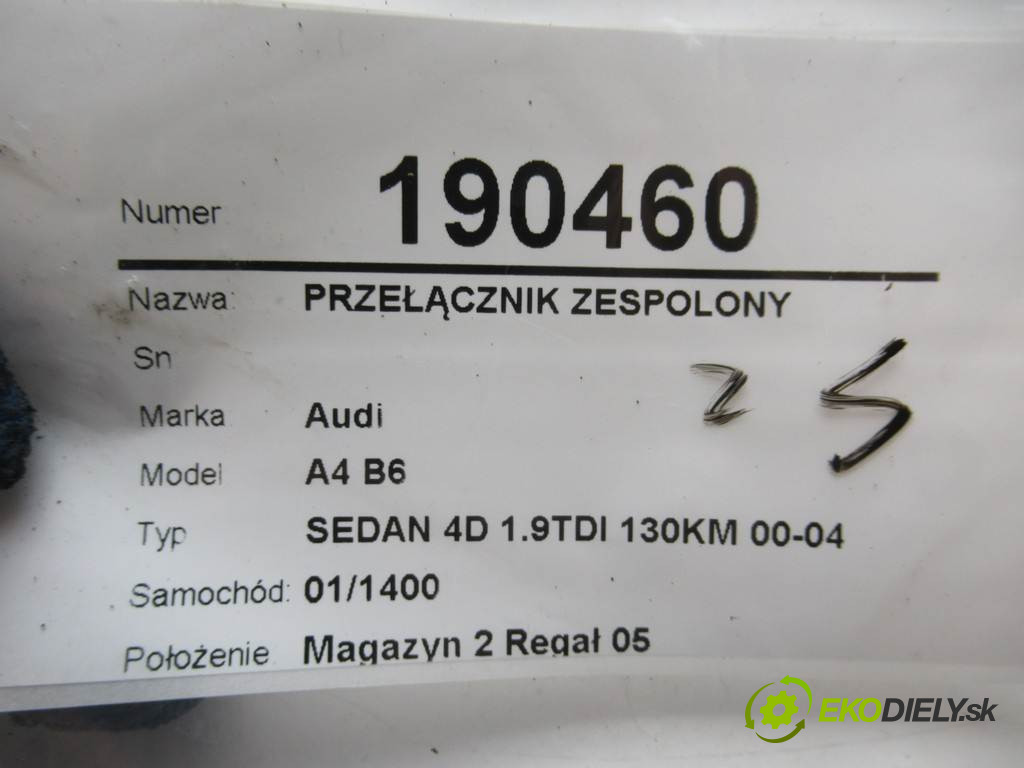 Numer 190460
Nazwa: PRZEŁĄCZNIK ZESPOLONY
Sn
Marka Audi
Model A4 B6
Typ SEDAN 4D 1.9TDI 130KM 00-04
Samochód: 01/1400
Położenie Magazyn 2 Regał 05
25
EKODIELY.sk